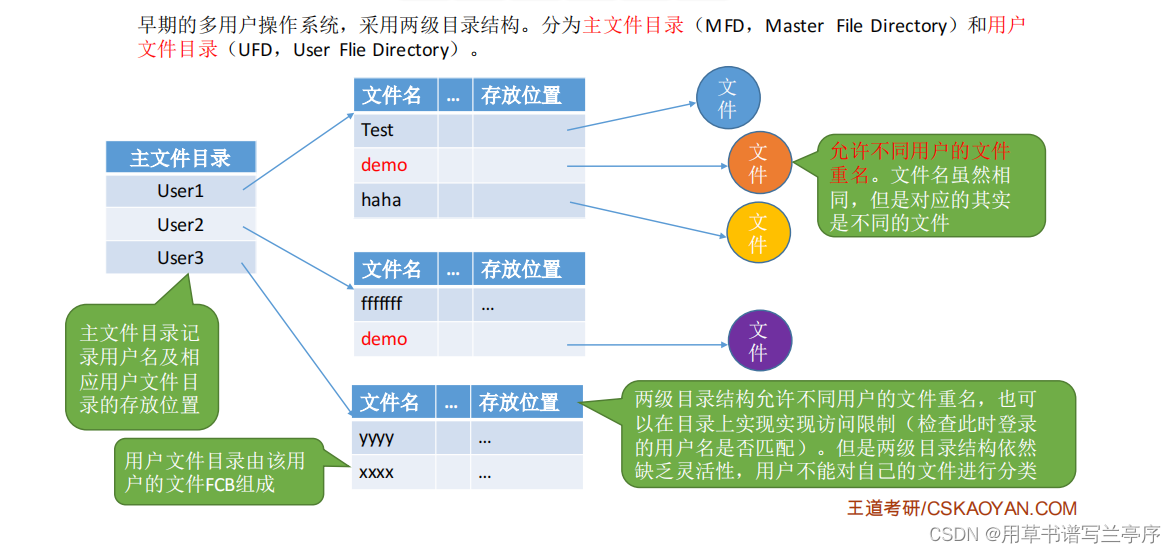 早期的多用户操作系统，采用两级目录结构。分为主文件目录（MFD，Master File Directory）和用户
文件目录（UFD，User Flie Directory）。
主文件目录
User1
User2
User3
文件名 … 存放位置
Test
demo
haha
文件名 … 存放位置
fffffff …
demo
文件名 … 存放位置
yyyy …
xxxx …
文
件
文
件
文
件
文
件
允许不同用户的文件
重名。文件名虽然相
同，但是对应的其实
是不同的文件
主文件目录记
录用户名及相
应用户文件目
录的存放位置
用户文件目录由该用
户的文件FCB组成
两级目录结构允许不同用户的文件重名，也可
以在目录上实现实现访问限制（检查此时登录
的用户名是否匹配）。但是两级目录结构依然
缺乏灵活性，用户不能对自己的文件进行分类
王道考研/CSKAOYAN.COM
CSDN @用草书谱写兰亭序